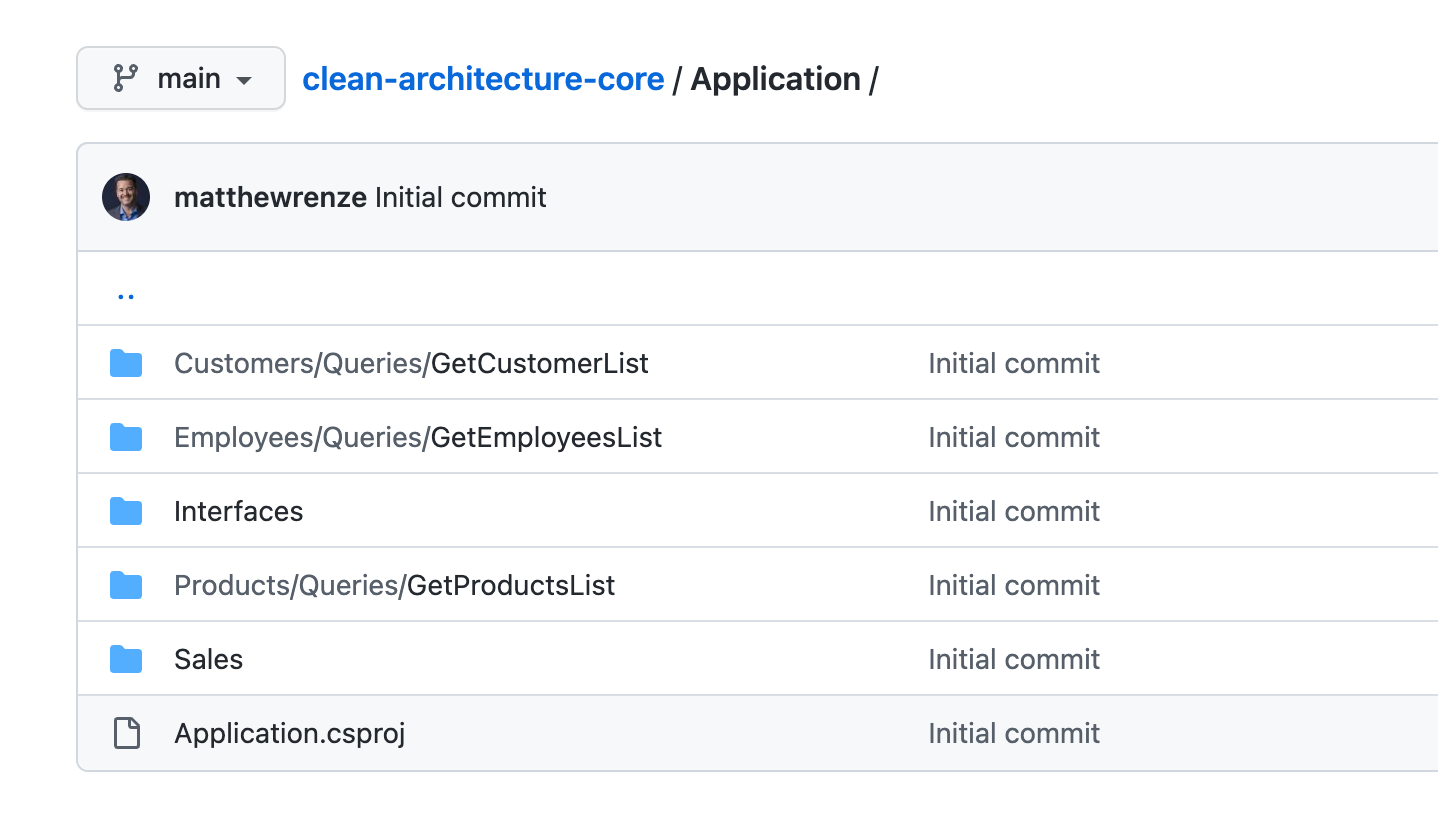 main clean-architecture-core / Application /
matthewrenze Initial commit
..
Customers/Queries/GetCustomerList Initial commit
Employees/Queries/GetEmployeesList Initial commit
Interfaces Initial commit
Products/Queries/GetProductsList Initial commit
Sales Initial commit
Application.csproj Initial commit